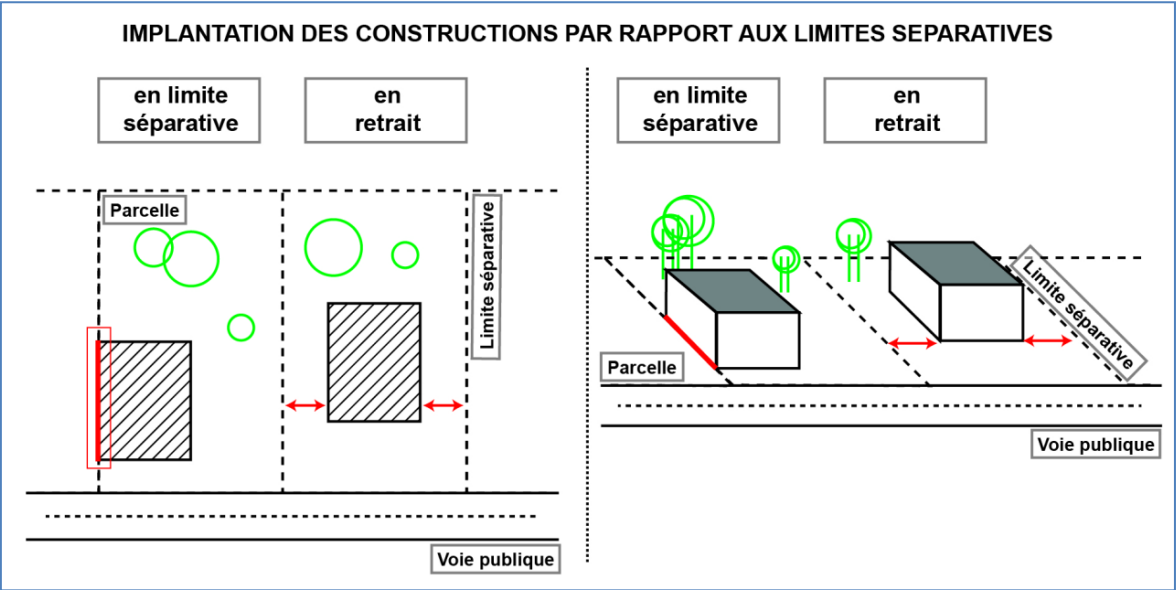 IMPLANTATION DES CONSTRUCTIONS PAR RAPPORT AUX LIMITES SEPARATIVES
en limite
séparative
en
retrait
Parcelle
Limite séparative
Voie publique
en limite
séparative
en
retrait
Limite séparative
Parcelle
Voie publique